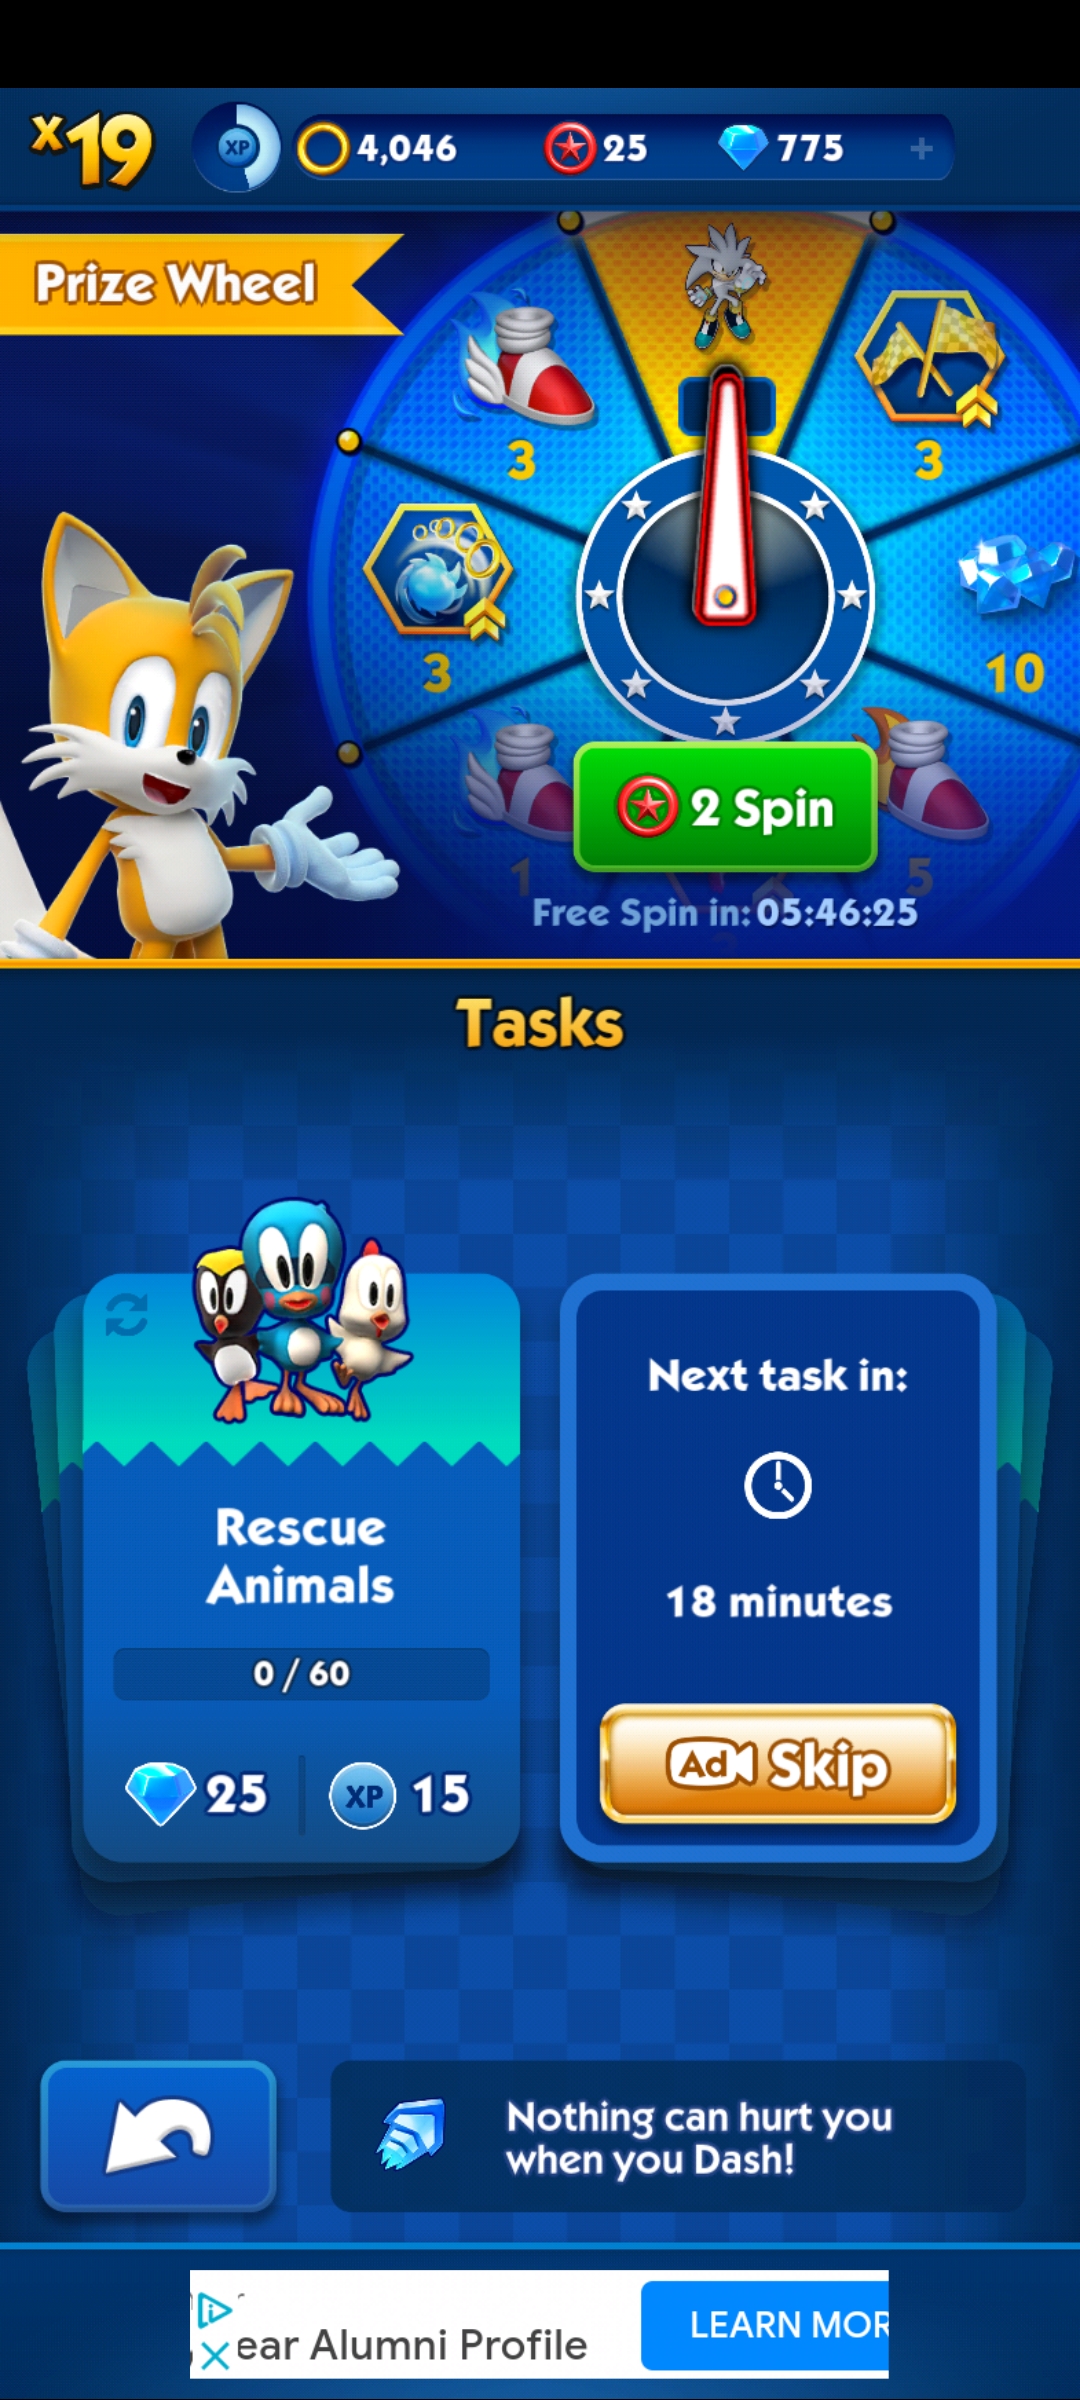 x19
XP
4,046
25
775
+
Prize Wheel
3
3
3
10
2 Spin
1
5
Free Spin in: 05:46:25
Tasks
Rescue
Animals
0 / 60
25
XP 15
Next task in:
18 minutes
Ad Skip
Nothing can hurt you
when you Dash!
ear Alumni Profile
LEARN MOR